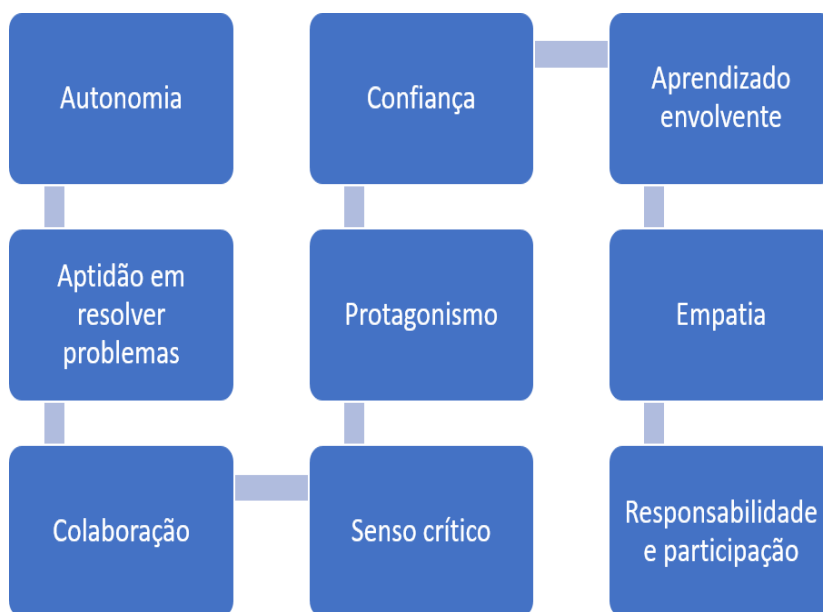 Autonomia
Aptidão em
resolver
problemas
Colaboração
Senso crítico
Protagonismo
Confiança
Aprendizado
envolvente
Empatia
Responsabilidade
e participação